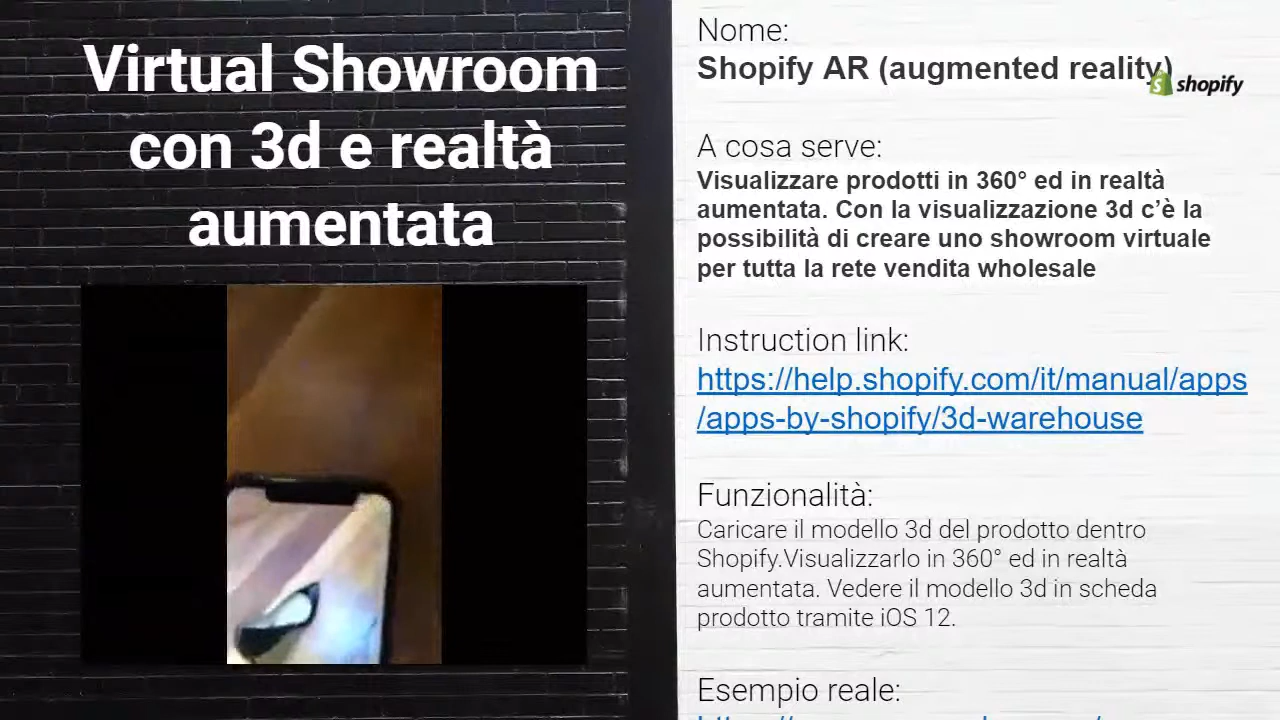 Virtual Showroom
con 3d e realtà
aumentata
Nome:
Shopify AR (augmented reality)
shopify
A cosa serve:
Visualizzare prodotti in 360° ed in realtà
aumentata. Con la visualizzazione 3d c’è la
possibilità di creare uno showroom virtuale
per tutta la rete vendita wholesale
Instruction link:
https://help.shopify.com/it/manual/apps
/apps-by-shopify/3d-warehouse
Funzionalità:
Caricare il modello 3d del prodotto dentro
Shopify.Visualizzarlo in 360° ed in realtà
aumentata. Vedere il modello 3d in scheda
prodotto tramite iOS 12.
Esempio reale: